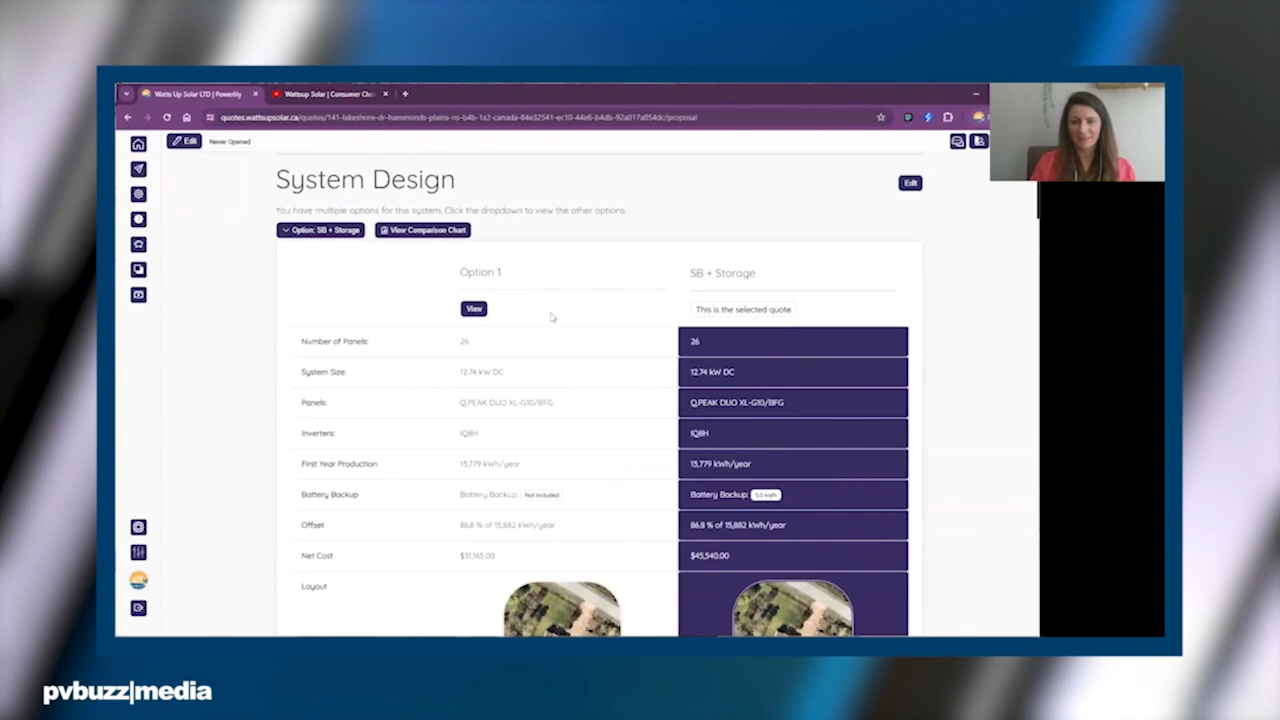 Watts Up Solar LTD | Powerlily
Wattsup Solar | Consumer Cho
quotes.wattsupsolar.ca/quotes/141-lakeshore-dr-hammonds-plains-ns-b4b-1x2-canada-64e32541-ec10-44e6-b4db-92a017a054dc/proposal
Edit
Never Opened
System Design
Edit
You have multiple options for this system. Click the dropdown to view the other options.
Option: SB + Storage
View Comparison Chart
Option 1
SB + Storage
View
This is the selected quote
Number of Panels:
26
26
System Size:
12.74 kW DC
12.74 kW DC
Panels:
Q.PEAK DUO XL-G10/BFG
Q.PEAK DUO XL-G10/BFG
Inverters:
IQ8H
IQ8H
First Year Production
13,779 kWh/year
13,779 kWh/year
Battery Backup
Battery Backup: Not included
Battery Backup: 5.0 kWh
Offset
86.8 % of 15,882 kWh/year
86.8 % of 15,882 kWh/year
Net Cost
$31,165.00
$45,540.00
Layout
pvbuzz|media